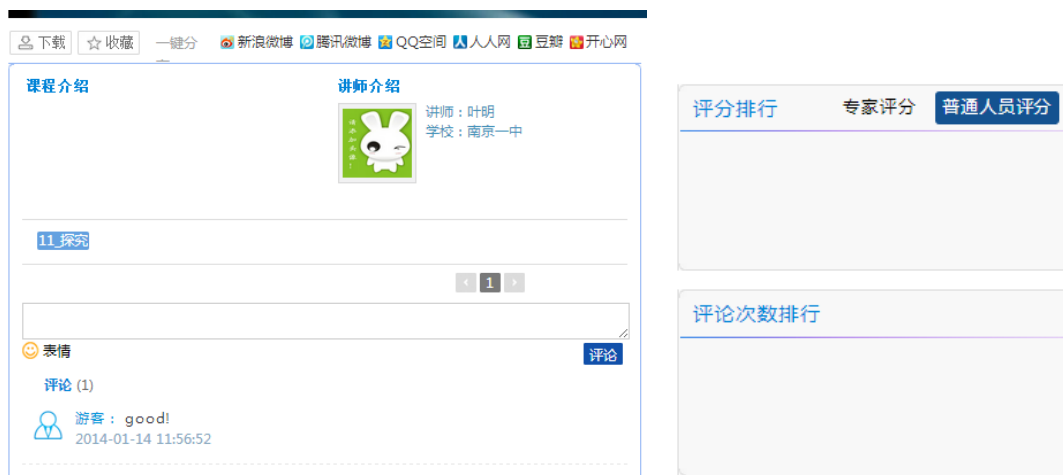 下载 收藏 一键分 新浪微博 腾讯微博 QQ空间 人人网 豆瓣 开心网
课程介绍 讲师介绍
讲师：叶明
学校：南京一中
11_探究
1
表情 评论
评论 (1)
游客： good!
2014-01-14 11:56:52
评分排行 专家评分 普通人员评分
评论次数排行